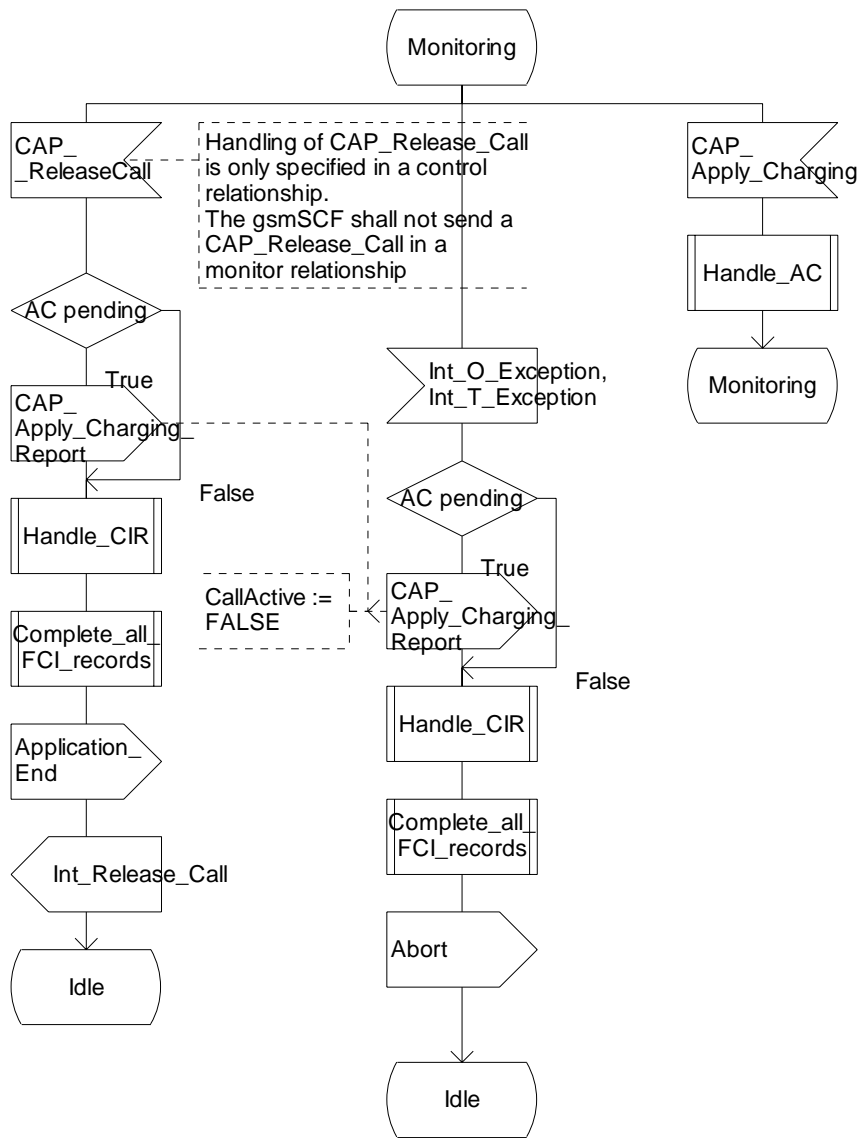 Monitoring
CAP_
_ReleaseCall
Handling of CAP_Release_Call
is only specified in a control
relationship.
The gsmSCF shall not send a
CAP_Release_Call in a
monitor relationship
CAP_
Apply_Charging
Handle_AC
Monitoring
AC pending
True
CAP_
Apply_Charging_
Report
False
Handle_CIR
Complete_all_
FCI_records
Application_
End
Int_Release_Call
Idle
Int_O_Exception,
Int_T_Exception
AC pending
True
CallActive :=
FALSE
CAP_
Apply_Charging_
Report
False
Handle_CIR
Complete_all_
FCI_records
Abort
Idle